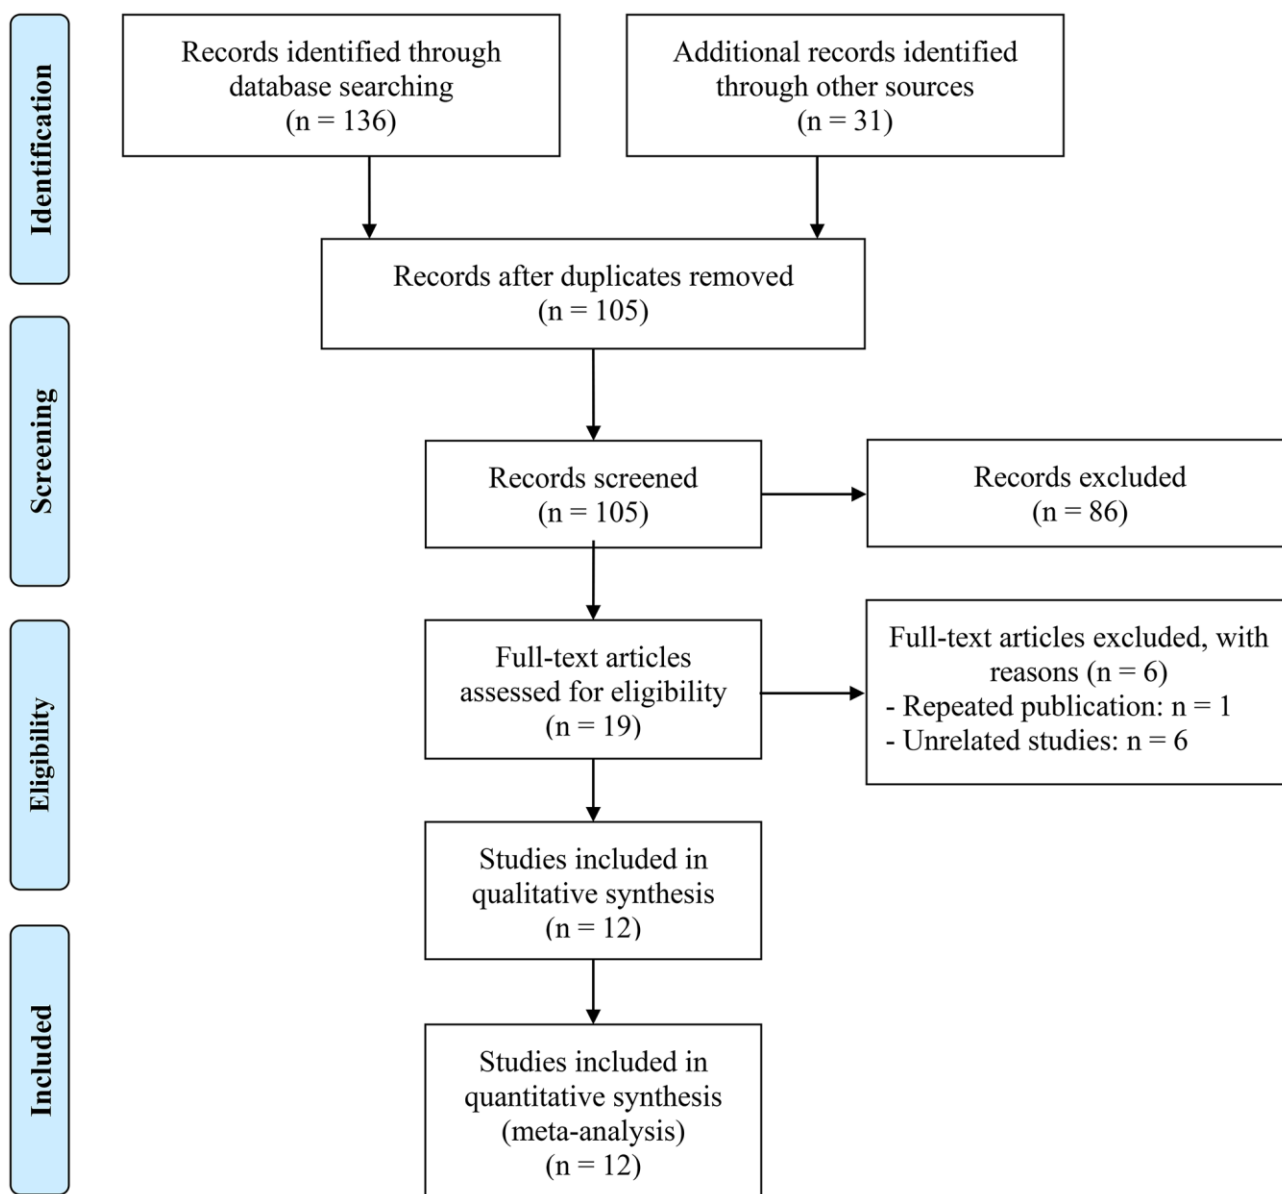 Identification
Records identified through
database searching
(n = 136)
Additional records identified
through other sources
(n = 31)
Records after duplicates removed
(n = 105)
Screening
Records screened
(n = 105)
Records excluded
(n = 86)
Eligibility
Full-text articles
assessed for eligibility
(n = 19)
Full-text articles excluded, with
reasons (n = 6)
- Repeated publication: n = 1
- Unrelated studies: n = 6
Studies included in
qualitative synthesis
(n = 12)
Included
Studies included in
quantitative synthesis
(meta-analysis)
(n = 12)